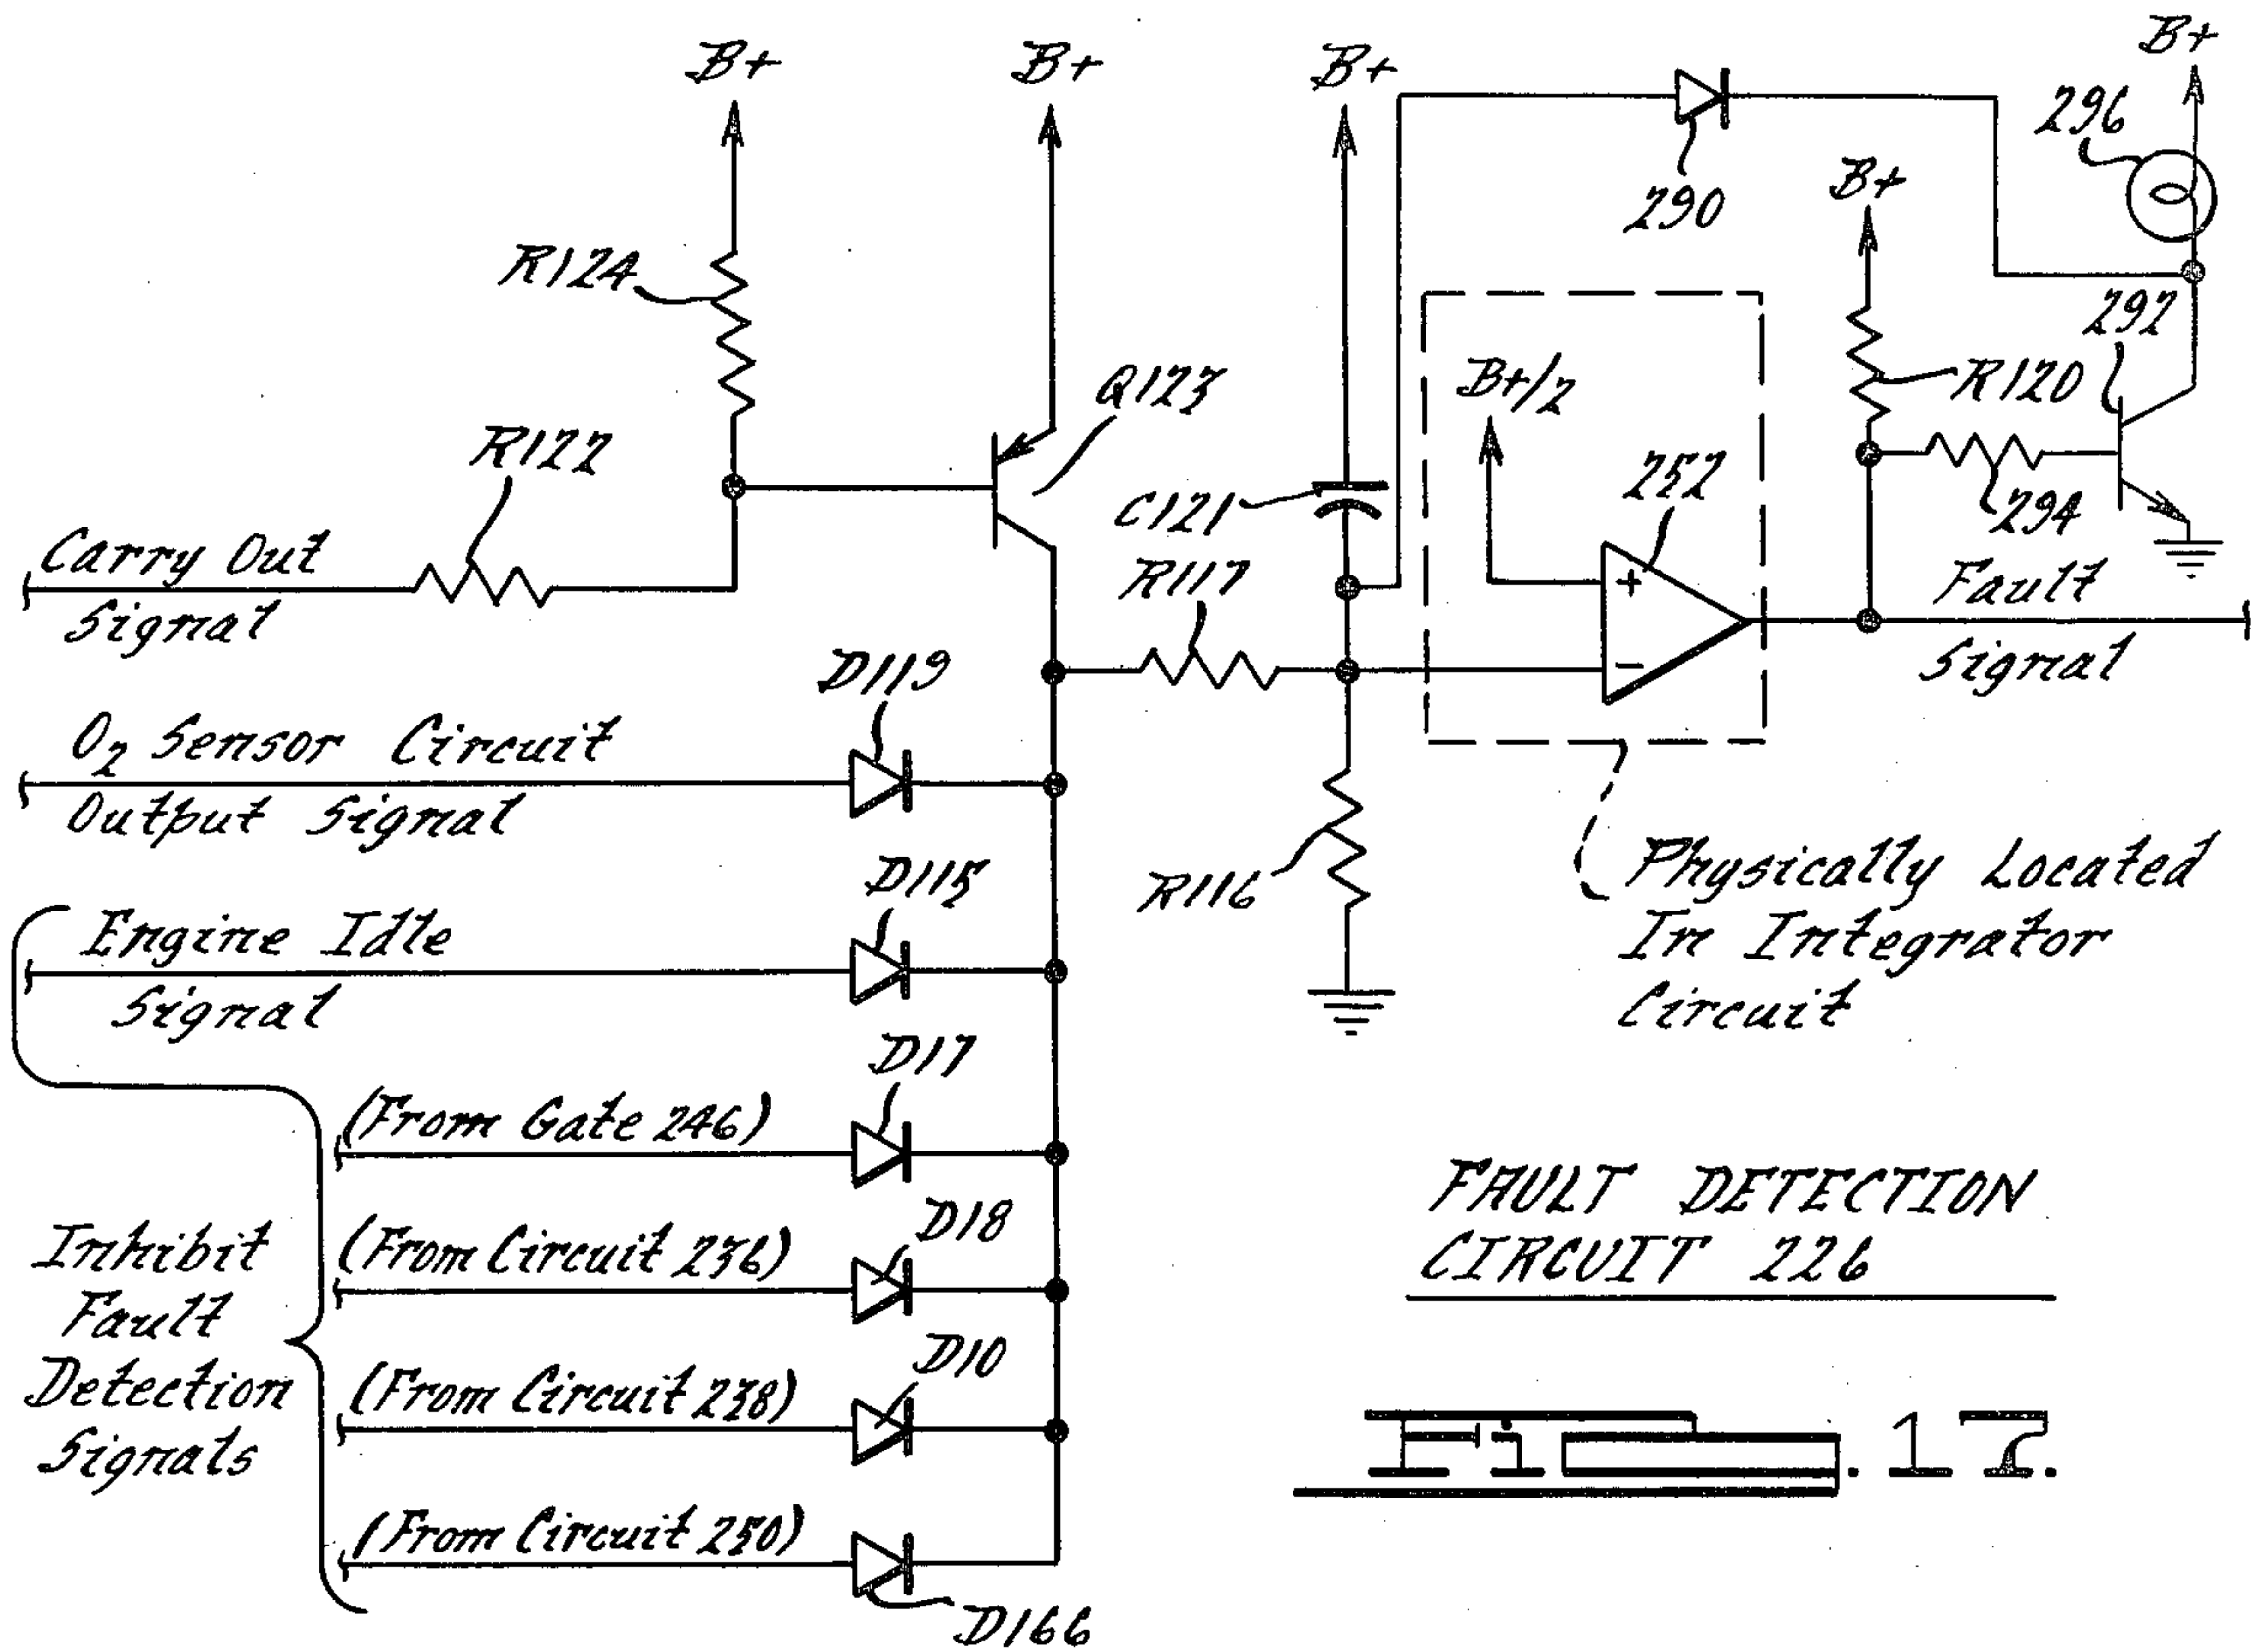 B+
B+
B+
B+
296
290
B+
R124
292
B+/2
R120
Q123
R122
252
C121
294
R117
Carry Out
Signal
+
-
Fault
Signal
D119
O2 Sensor Circuit
Output Signal
Physically Located
In Integrator
Circuit
R116
D115
Engine Idle
Signal
D17
(From Gate 246)
D18
(From Circuit 236)
D10
(From Circuit 238)
(From Circuit 250)
D166
Inhibit
Fault
Detection
Signals
FAULT DETECTION
CIRCUIT 226
Fig. 17.